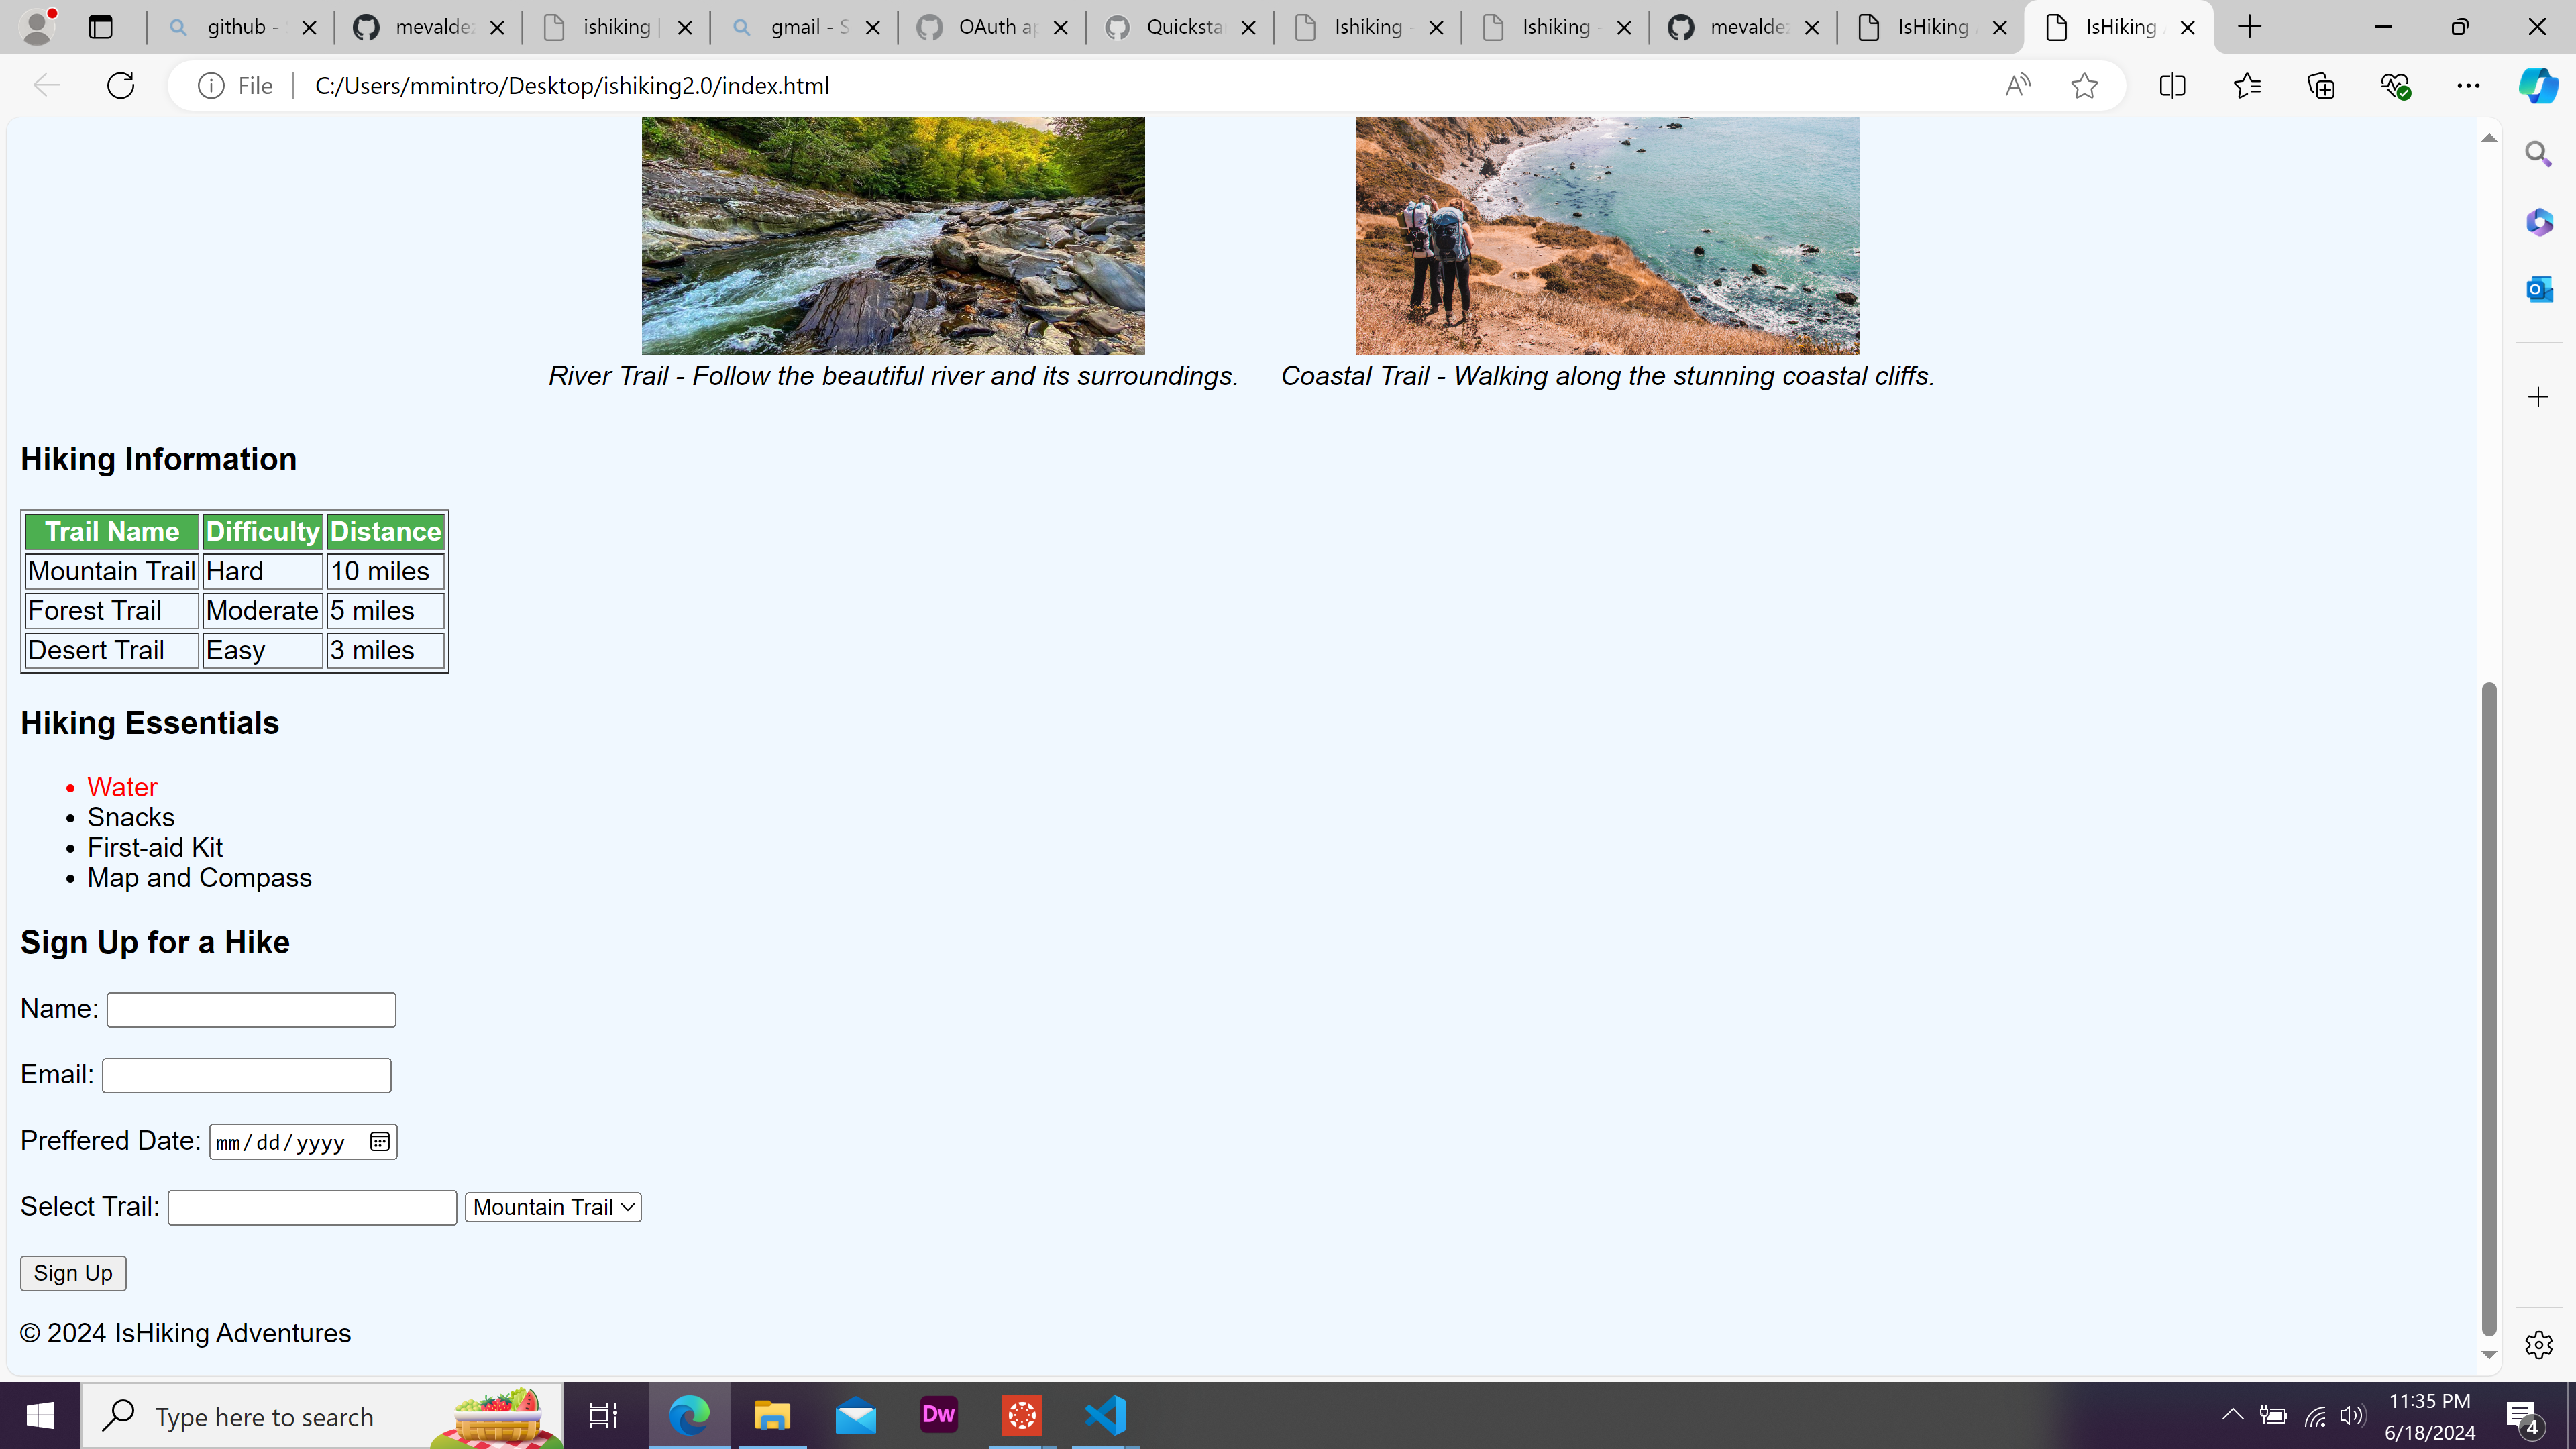 github - S
mevaldez
ishiking |
gmail - S
OAuth ap
Quickstar
Ishiking -
Ishiking -
mevaldez
IsHiking A
IsHiking A
File
C:/Users/mmintro/Desktop/ishiking2.0/index.html
River Trail - Follow the beautiful river and its surroundings.
Coastal Trail - Walking along the stunning coastal cliffs.
Hiking Information
Trail Name Difficulty Distance
Mountain Trail Hard 10 miles
Forest Trail Moderate 5 miles
Desert Trail Easy 3 miles
Hiking Essentials
• Water
• Snacks
• First-aid Kit
• Map and Compass
Sign Up for a Hike
Name:
Email:
Preffered Date: mm/dd/yyyy
Select Trail: Mountain Trail
Sign Up
© 2024 IsHiking Adventures
Type here to search
Dw
11:35 PM
6/18/2024
4